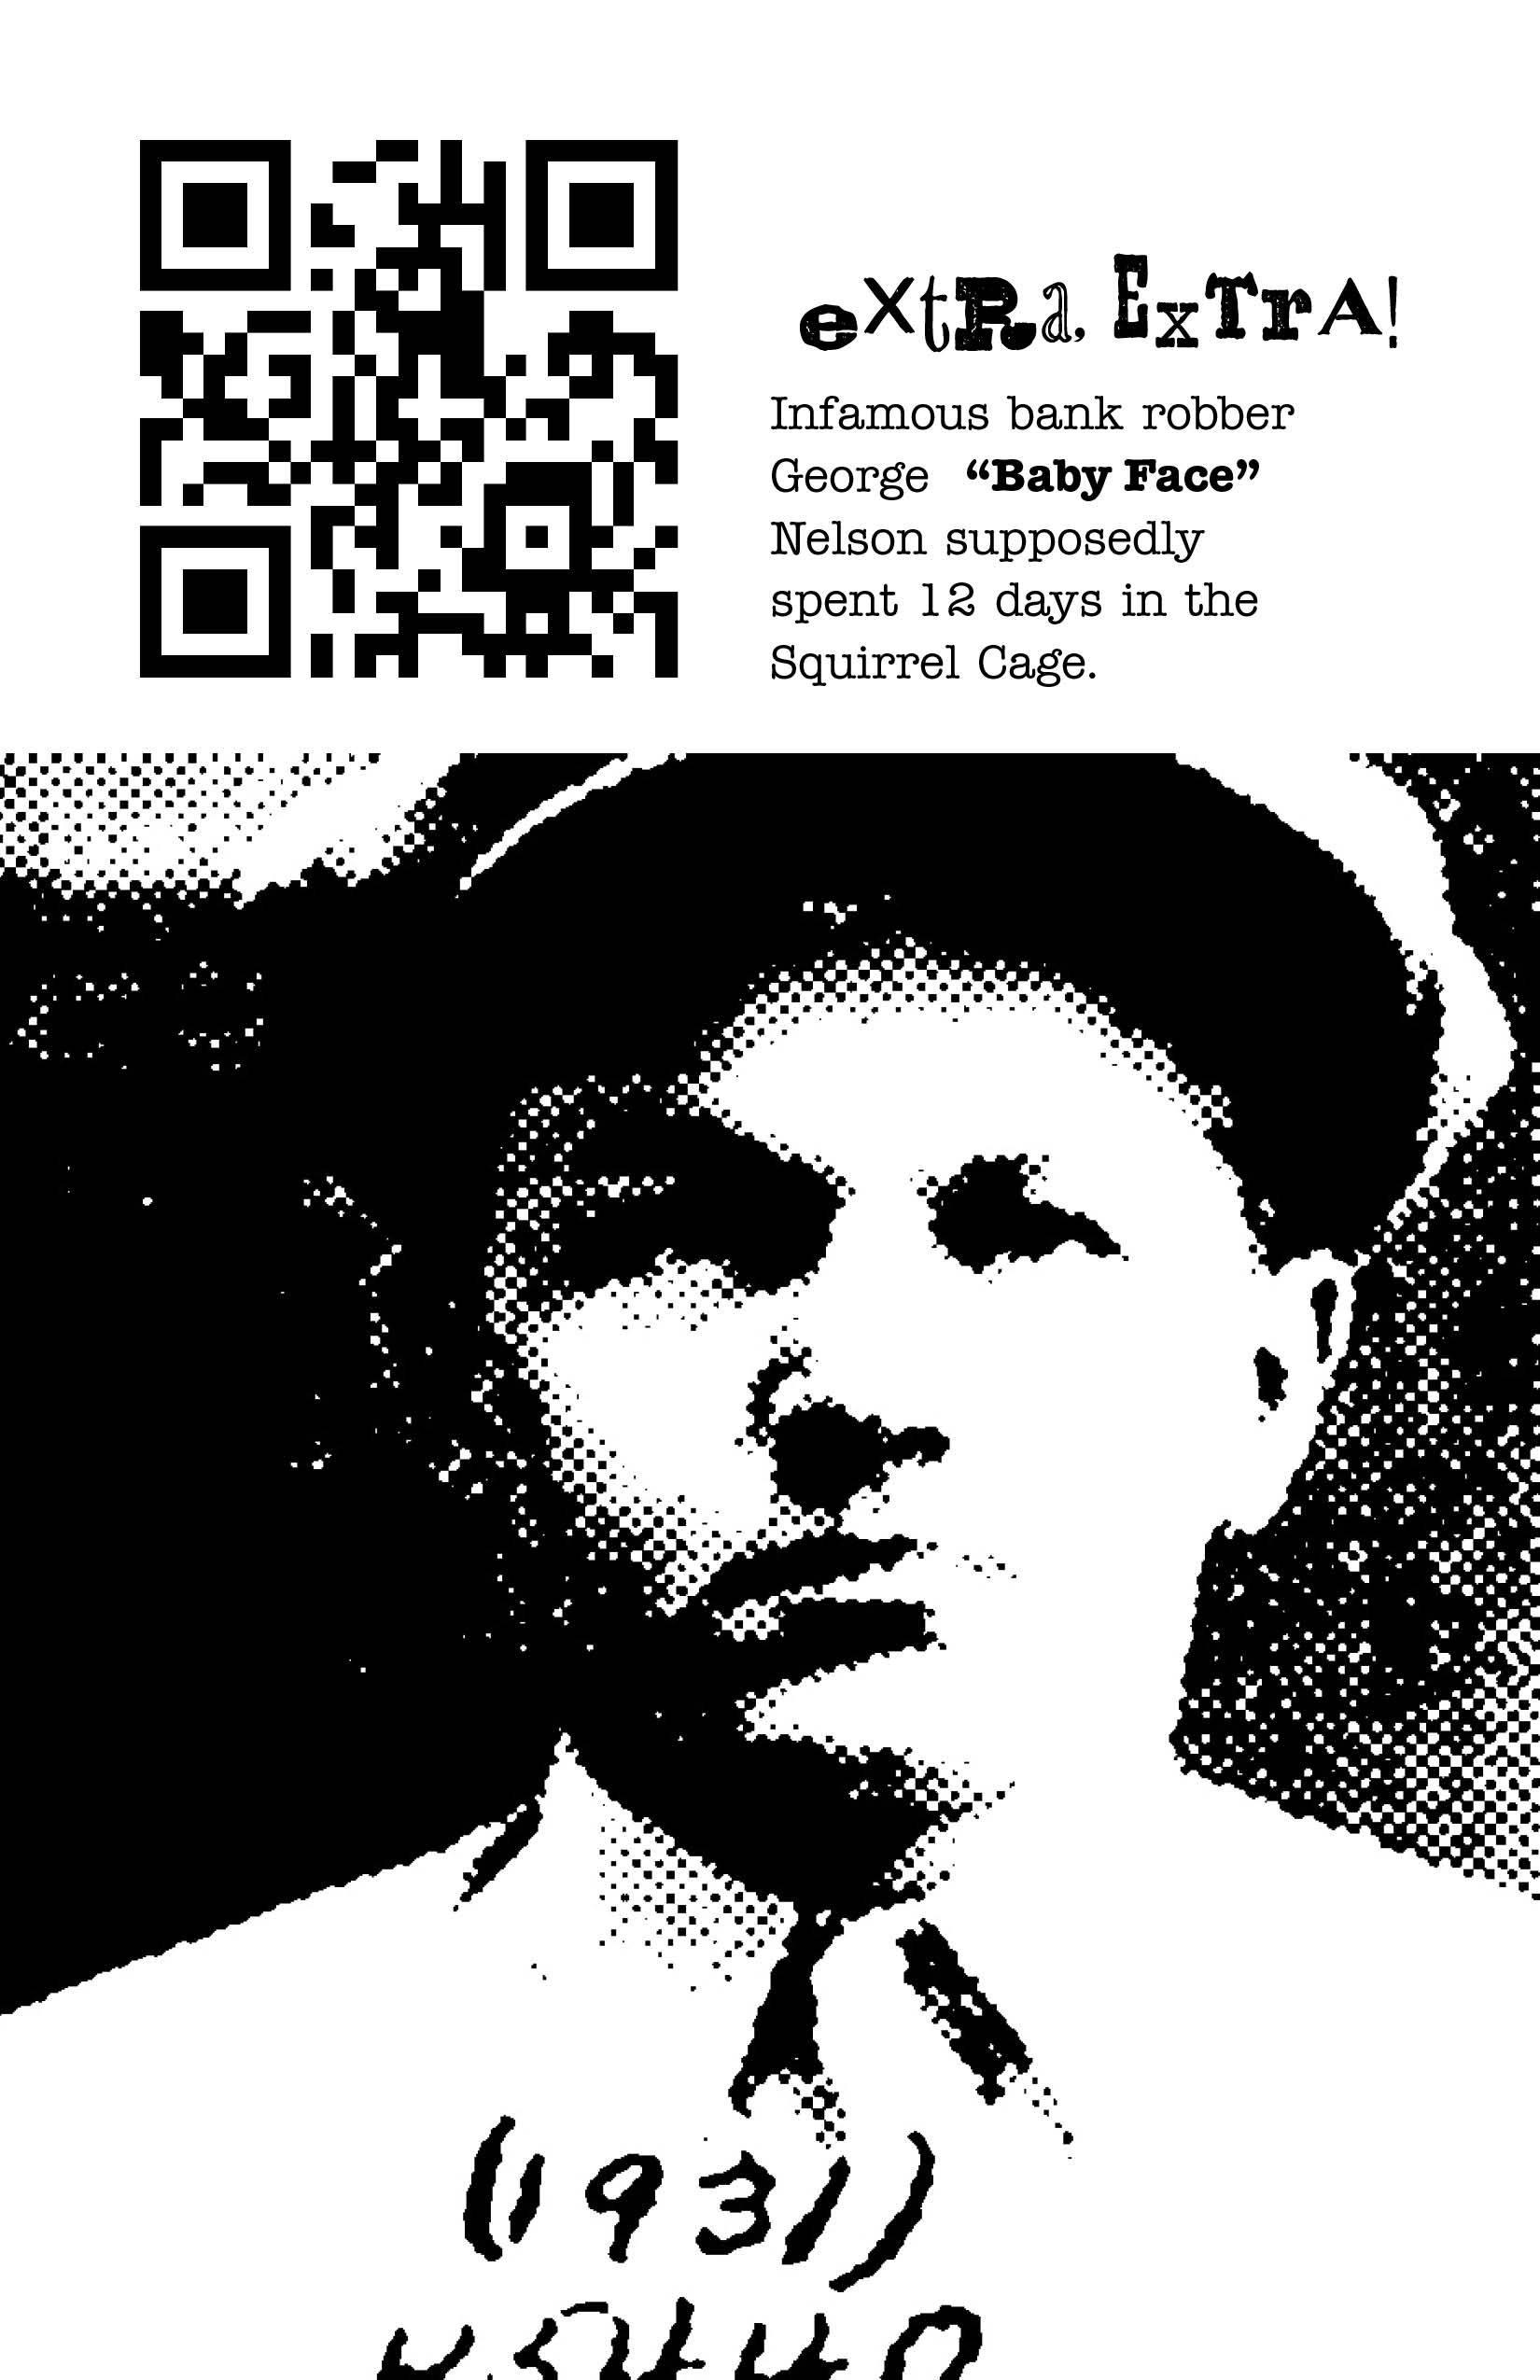 eXtRa, ExTrA!
Infamous bank robber
George “Baby Face”
Nelson supposedly
spent 12 days in the
Squirrel Cage.
(1931)